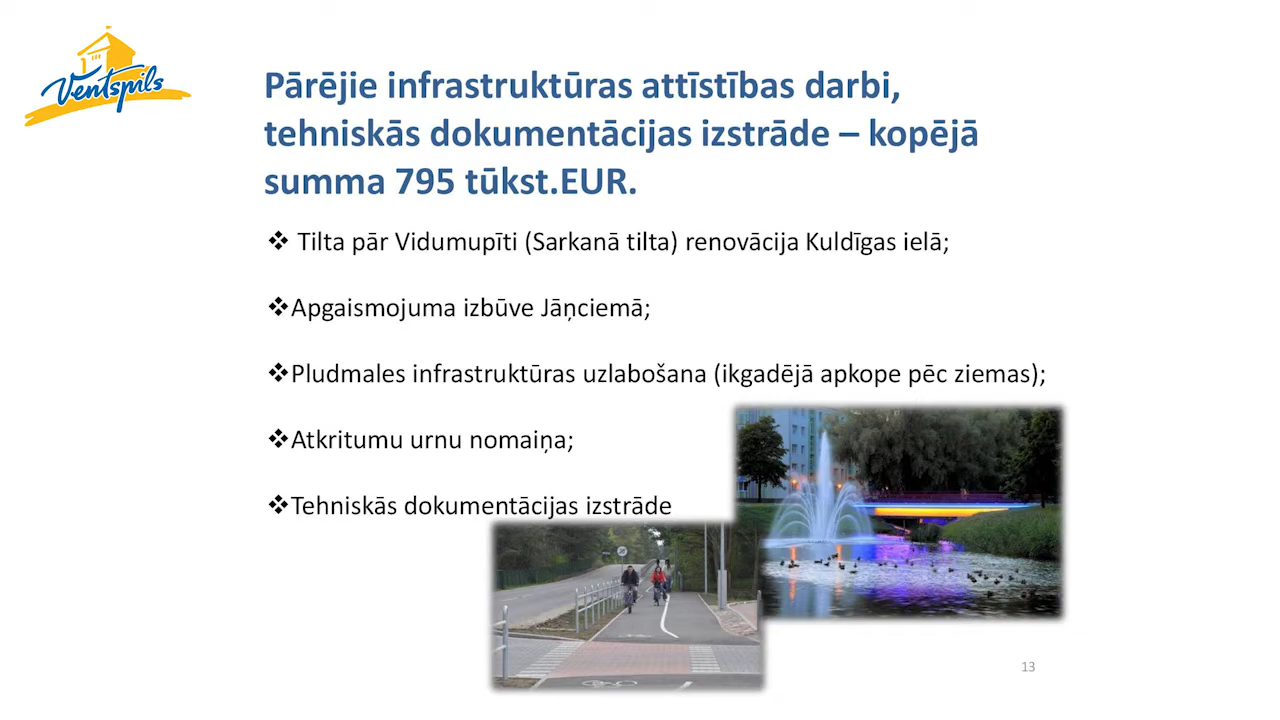 Ventspils
Pārējie infrastruktūras attīstības darbi,
tehniskās dokumentācijas izstrāde – kopējā
summa 795 tūkst.EUR.
❖ Tilta pār Vidumupīti (Sarkanā tilta) renovācija Kuldīgas ielā;
❖Apgaismojuma izbūve Jāņciemā;
❖Pludmales infrastruktūras uzlabošana (ikgadējā apkope pēc ziemas);
❖Atkritumu urnu nomaiņa;
❖Tehniskās dokumentācijas izstrāde
13